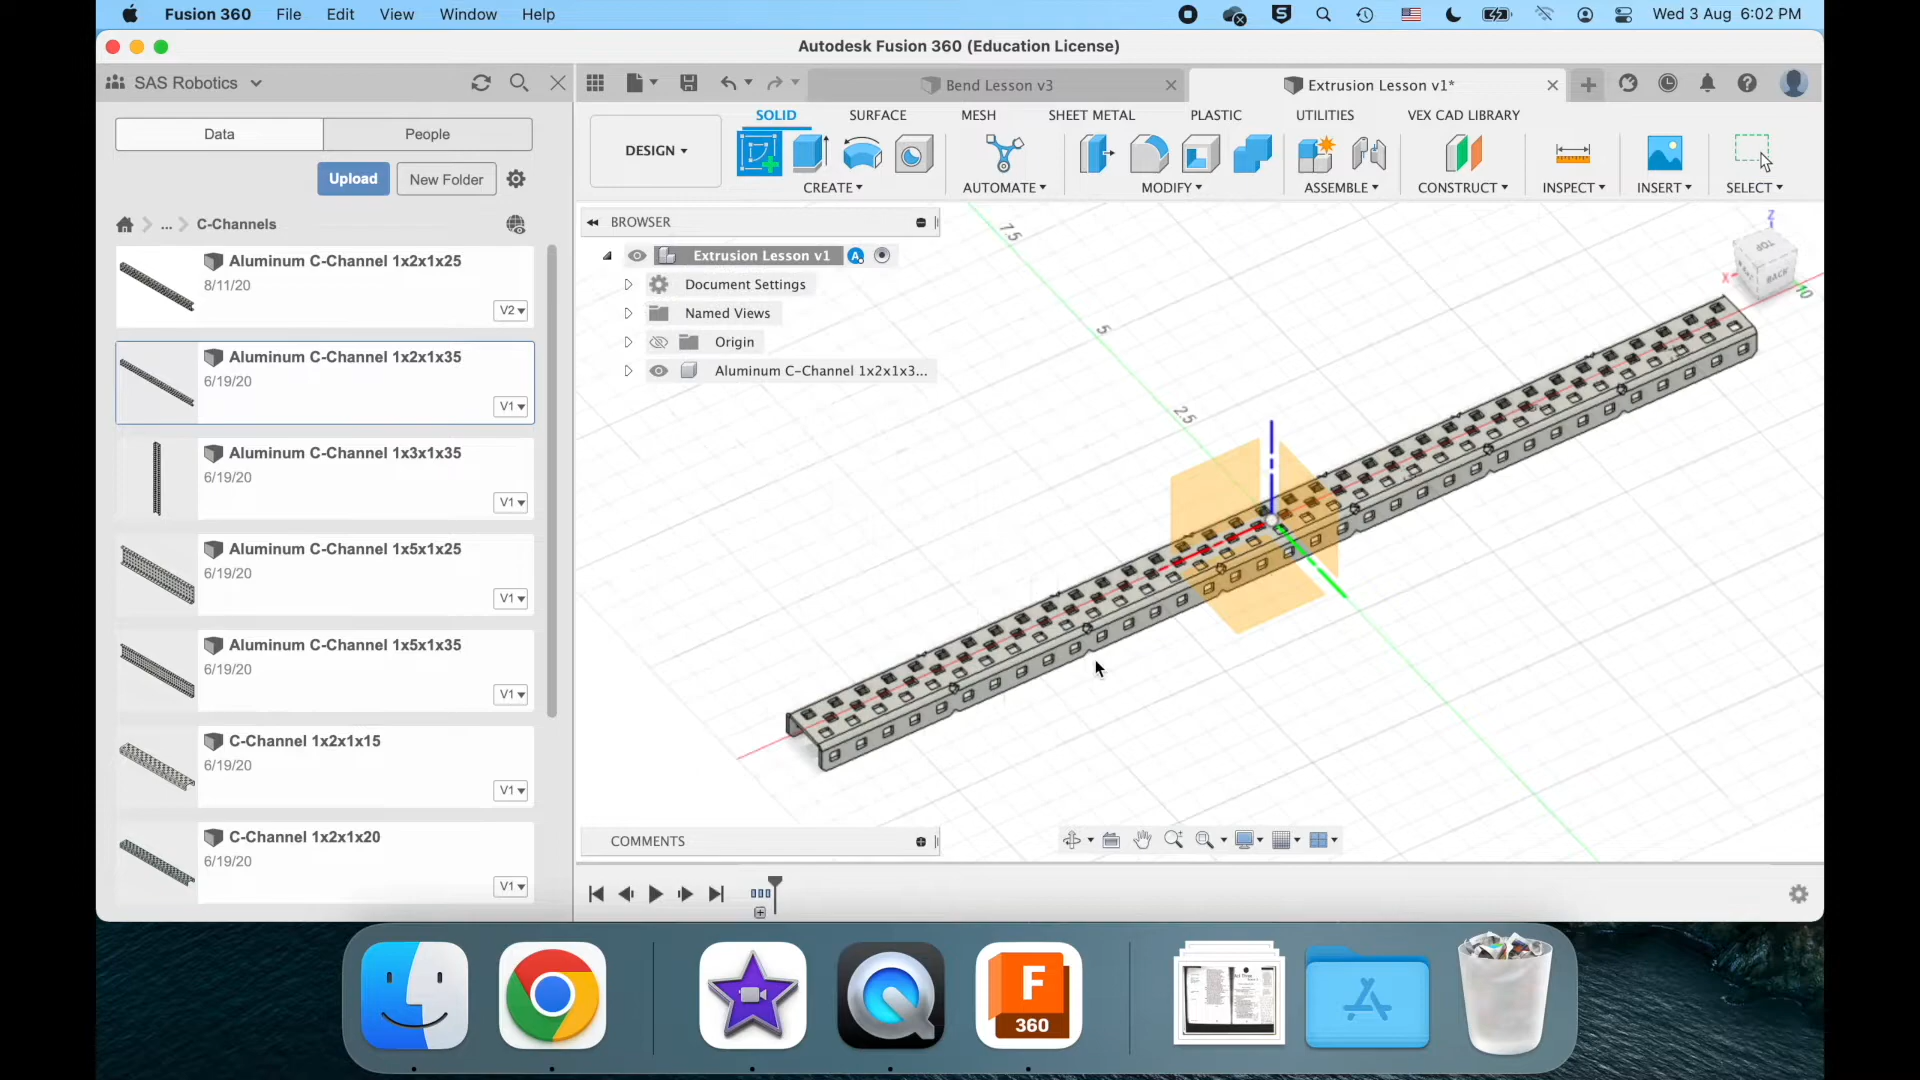 Fusion 360 File Edit View Window Help
Wed 3 Aug 6:02 PM
Autodesk Fusion 360 (Education License)
SAS Robotics
Bend Lesson v3
Extrusion Lesson v1*
Data People
Upload New Folder
... C-Channels
Aluminum C-Channel 1x2x1x25
8/11/20
V2
Aluminum C-Channel 1x2x1x35
6/19/20
V1
Aluminum C-Channel 1x3x1x35
6/19/20
V1
Aluminum C-Channel 1x5x1x25
6/19/20
V1
Aluminum C-Channel 1x5x1x35
6/19/20
V1
C-Channel 1x2x1x15
6/19/20
V1
C-Channel 1x2x1x20
6/19/20
V1
SOLID SURFACE MESH SHEET METAL PLASTIC UTILITIES VEX CAD LIBRARY
DESIGN
CREATE AUTOMATE MODIFY ASSEMBLE CONSTRUCT INSPECT INSERT SELECT
BROWSER
Extrusion Lesson v1
Document Settings
Named Views
Origin
Aluminum C-Channel 1x2x1x3...
7.5
5
2.5
10
Z
X
TOP
BACK
COMMENTS
F
360